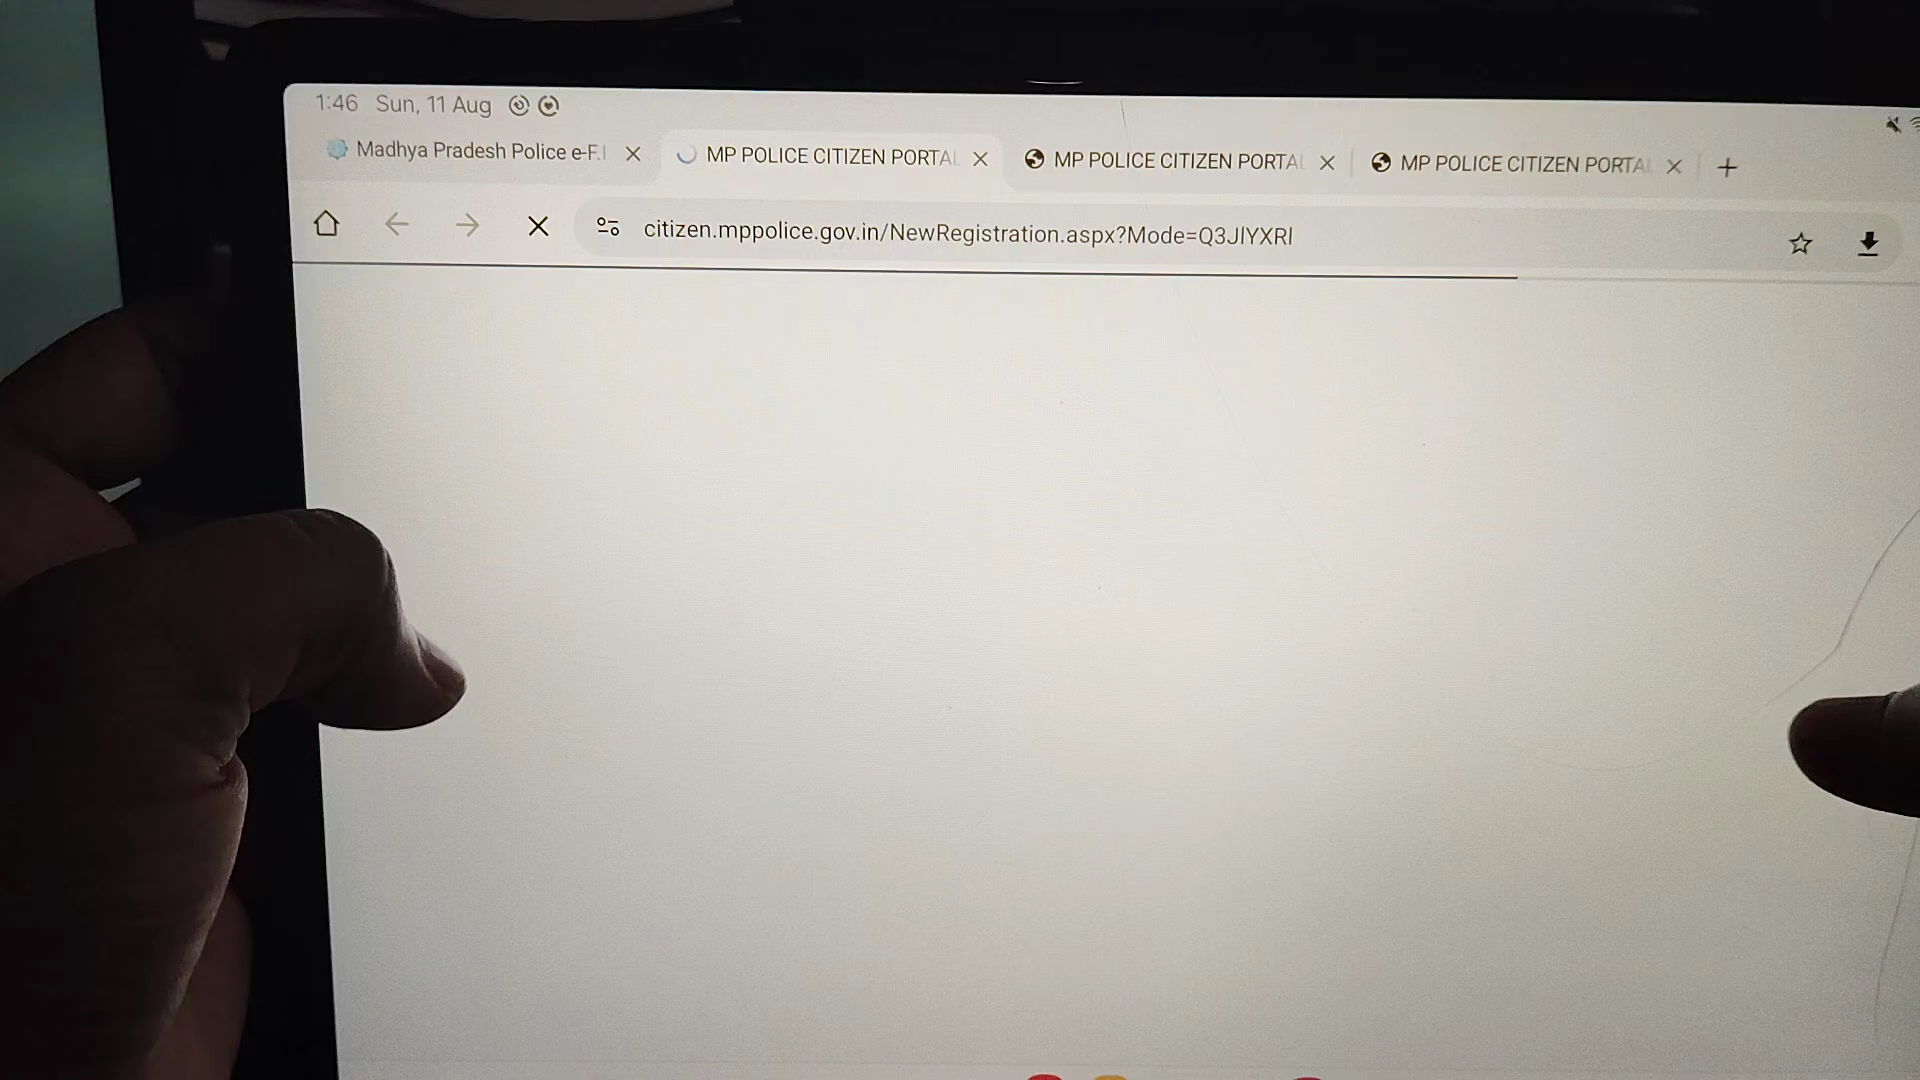 1:46 Sun, 11 Aug
Madhya Pradesh Police e-F.I
MP POLICE CITIZEN PORTAL
MP POLICE CITIZEN PORTAL
MP POLICE CITIZEN PORTAL
citizen.mppolice.gov.in/NewRegistration.aspx?Mode=Q3JlYXRl